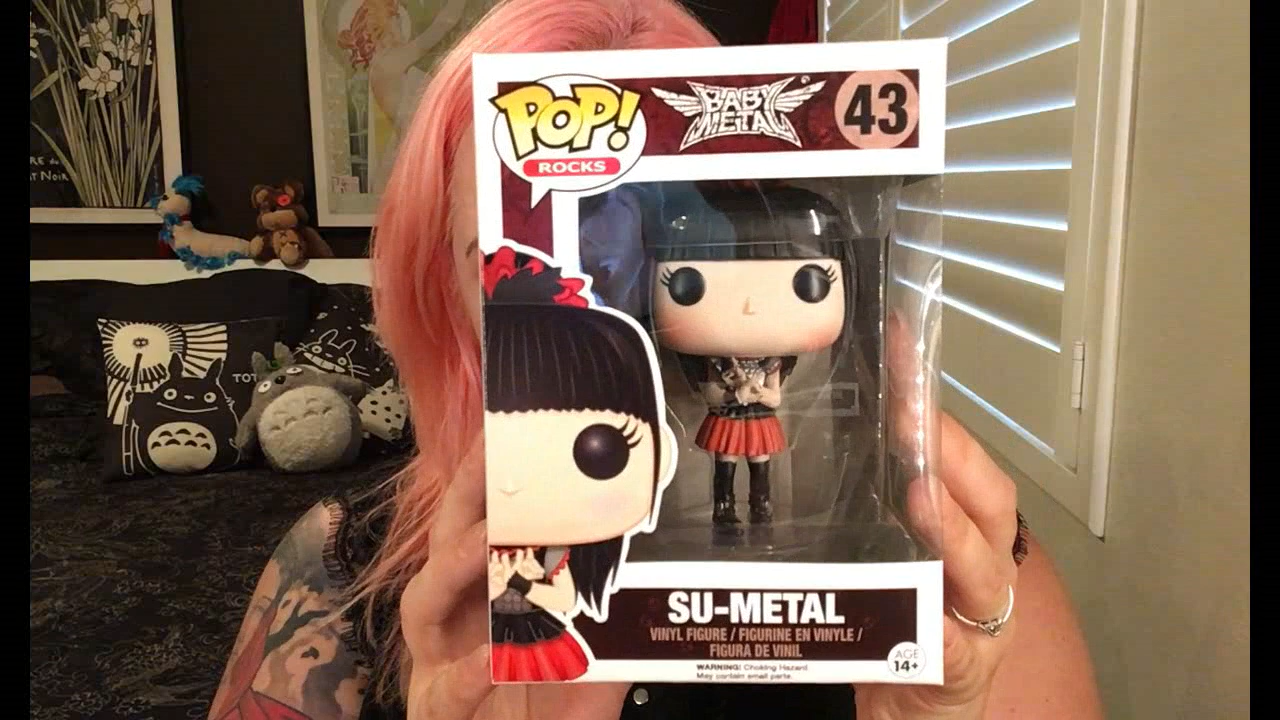 POP!
ROCKS
BABY
METAL
43
SU-METAL
VINYL FIGURE / FIGURINE EN VINYLE /
FIGURA DE VINIL
WARNING: Choking Hazard
May contain small parts.
AGE
14+
TOT